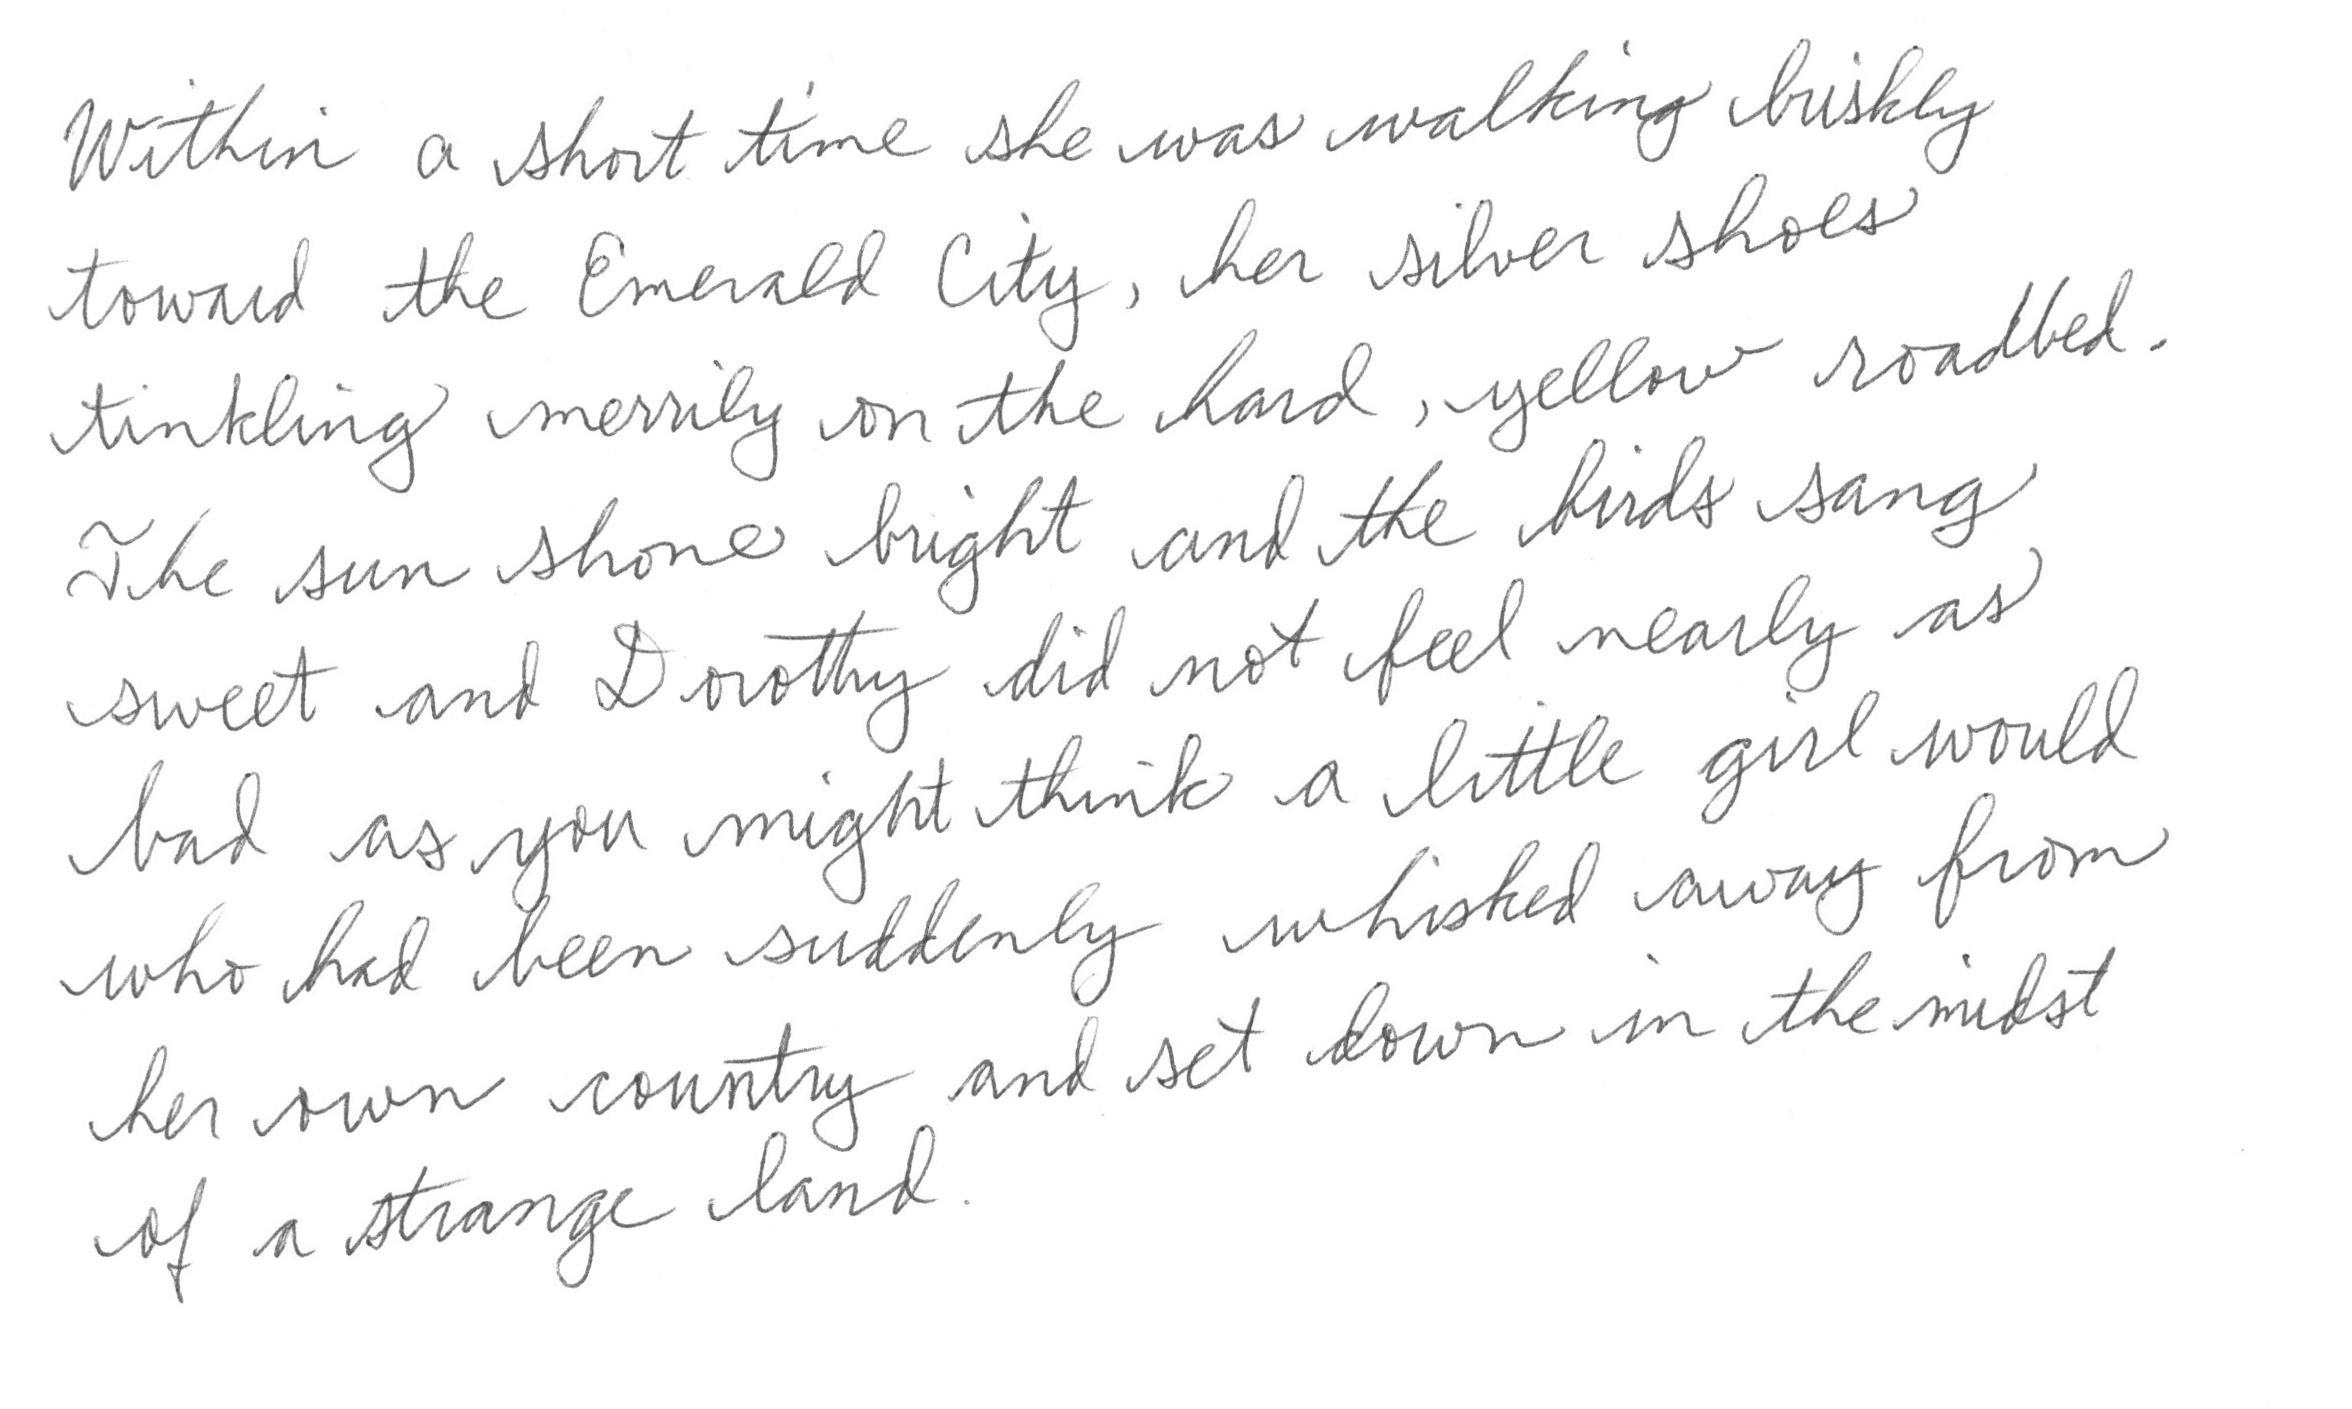 Within a short time she was walking briskly
toward the Emerald City, her silver shoes
tinkling merrily on the hard, yellow roadbed.
The sun shone bright and the birds sang
sweet and Dorothy did not feel nearly as
bad as you might think a little girl would
who had been suddenly whisked away from
her own country and set down in the midst
of a strange land.